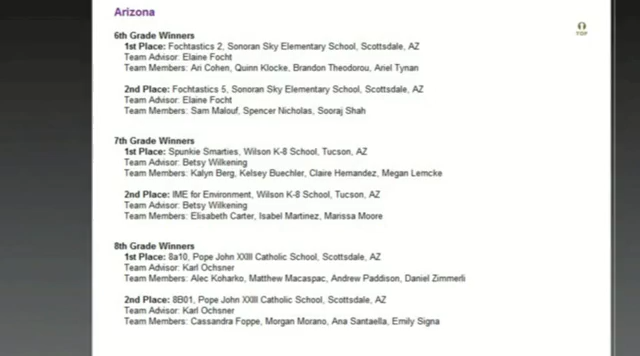 Arizona
TOP
6th Grade Winners
1st Place: Fochtastics 2, Sonoran Sky Elementary School, Scottsdale, AZ
Team Advisor: Elaine Focht
Team Members: Ari Cohen, Quinn Klocke, Brandon Theodorou, Ariel Tynan
2nd Place: Fochtastics 5, Sonoran Sky Elementary School, Scottsdale, AZ
Team Advisor: Elaine Focht
Team Members: Sam Malouf, Spencer Nicholas, Sooraj Shah
7th Grade Winners
1st Place: Spunkie Smarties, Wilson K-8 School, Tucson, AZ
Team Advisor: Betsy Wilkening
Team Members: Kalyn Berg, Kelsey Buechler, Claire Hernandez, Megan Lemcke
2nd Place: IME for Environment, Wilson K-8 School, Tucson, AZ
Team Advisor: Betsy Wilkening
Team Members: Elisabeth Carter, Isabel Martinez, Marissa Moore
8th Grade Winners
1st Place: 8a10, Pope John XXIII Catholic School, Scottsdale, AZ
Team Advisor: Karl Ochsner
Team Members: Alec Koharko, Matthew Macaspac, Andrew Paddison, Daniel Zimmerli
2nd Place: 8B01, Pope John XXIII Catholic School, Scottsdale, AZ
Team Advisor: Karl Ochsner
Team Members: Cassandra Foppe, Morgan Morano, Ana Santaella, Emily Signa